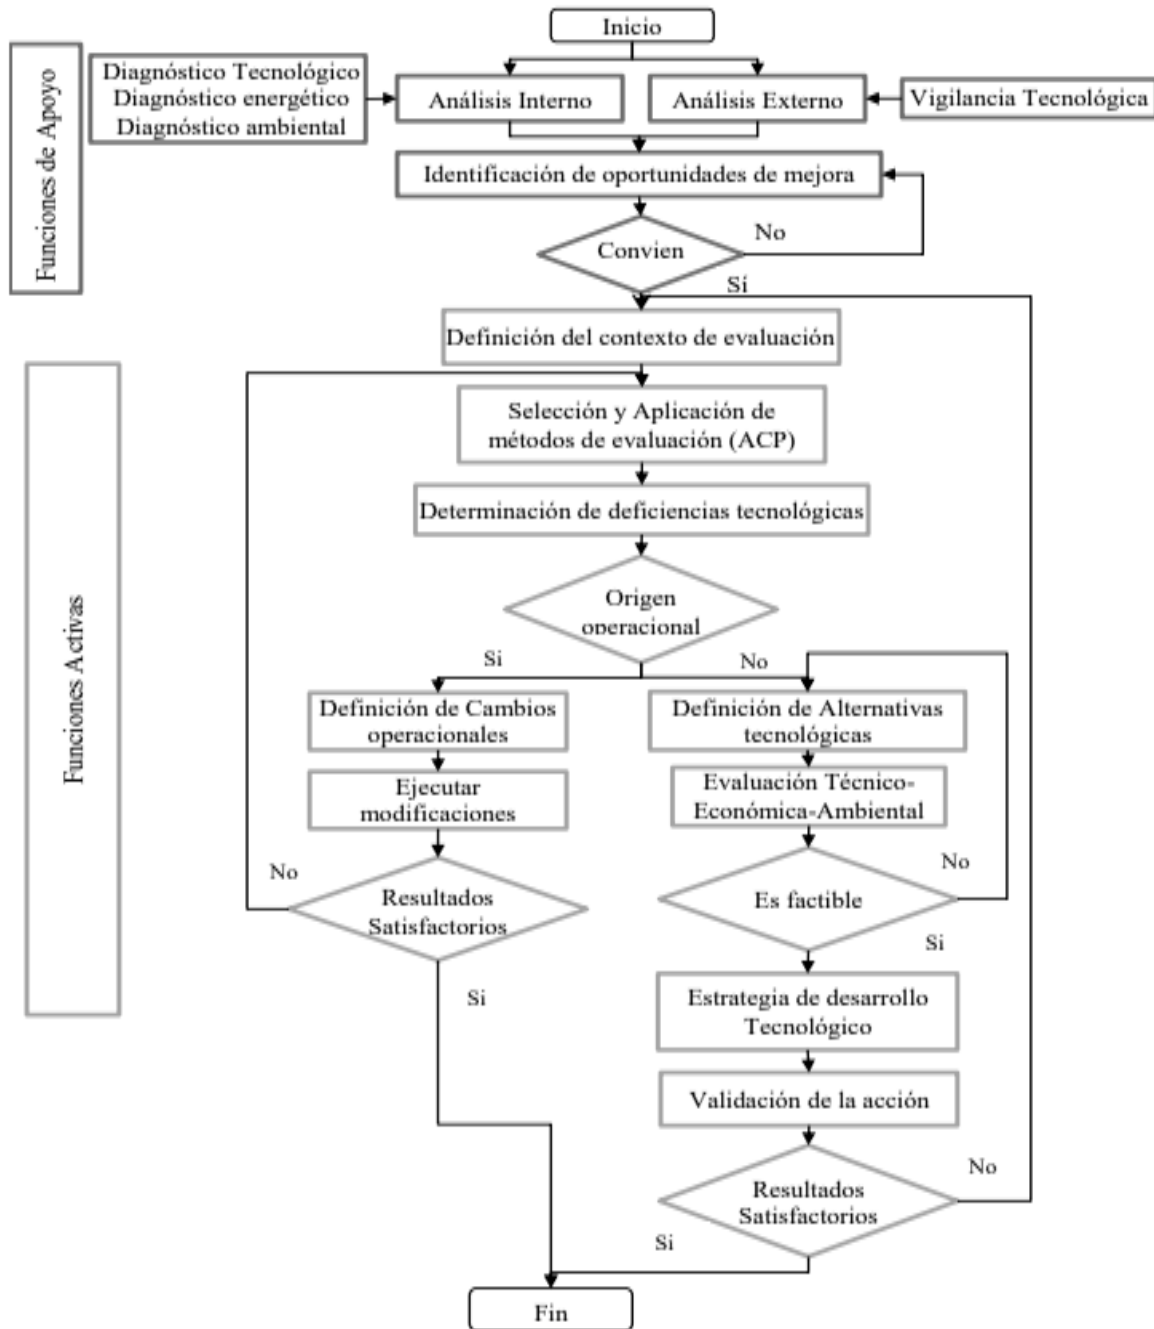 Inicio
Funciones de Apoyo
Diagnóstico Tecnológico
Diagnóstico energético
Diagnóstico ambiental
Análisis Interno
Análisis Externo
Vigilancia Tecnológica
Identificación de oportunidades de mejora
Convien
No
Sí
Definición del contexto de evaluación
Funciones Activas
Selección y Aplicación de
métodos de evaluación (ACP)
Determinación de deficiencias tecnológicas
Origen
operacional
Si
No
Definición de Cambios
operacionales
Definición de Alternativas
tecnológicas
Ejecutar
modificaciones
Evaluación Técnico-
Económica-Ambiental
No
Resultados
Satisfactorios
Si
Es factible
No
Si
Estrategia de desarrollo
Tecnológico
Validación de la acción
Resultados
Satisfactorios
No
Si
Fin